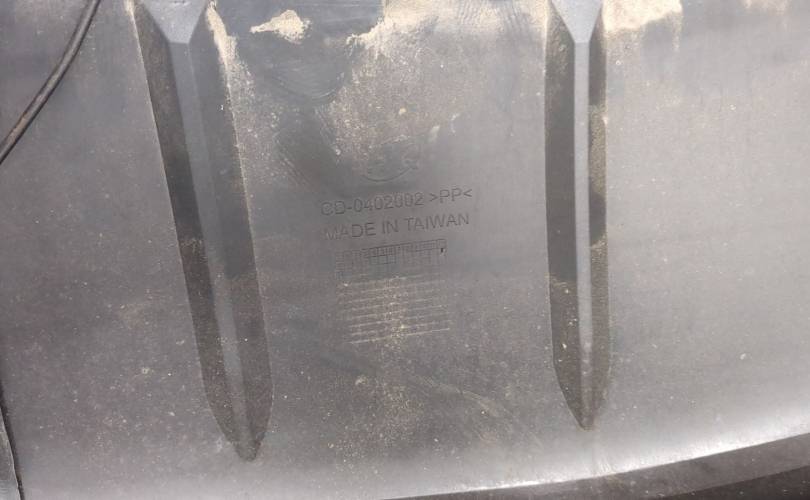 CD-0402002 >PP<
MADE IN TAIWAN